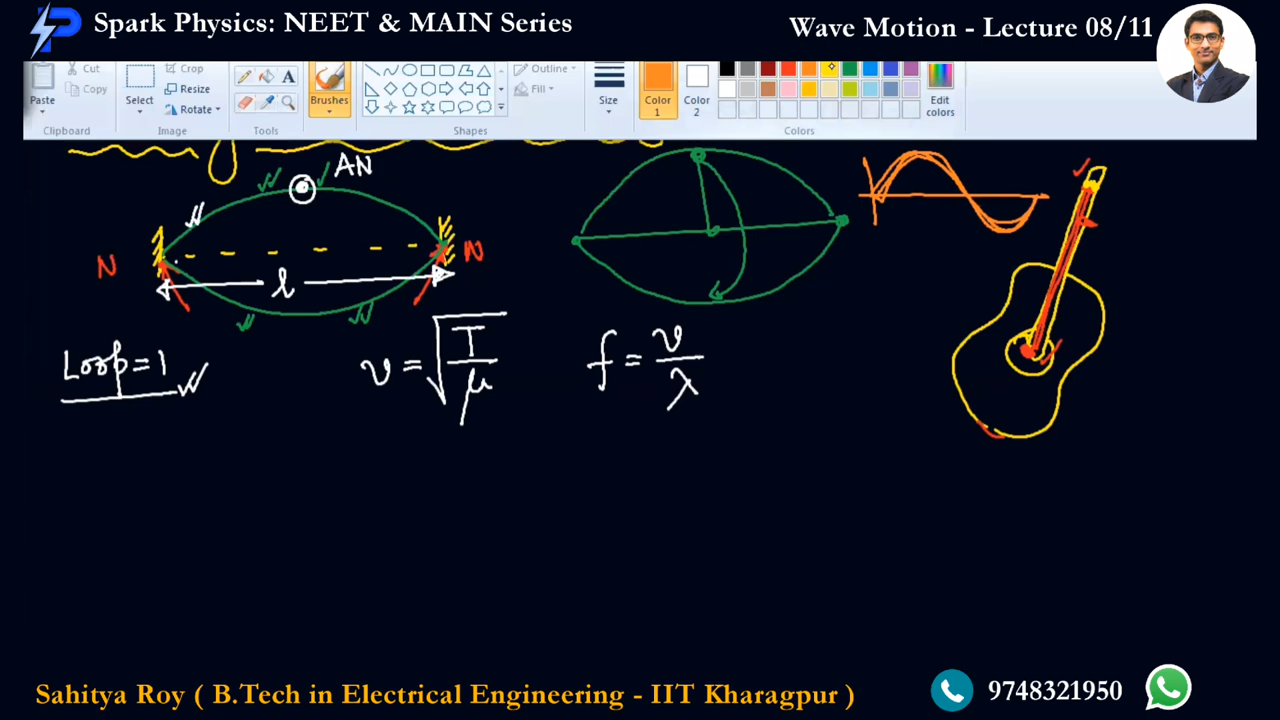 Spark Physics: NEET & MAIN Series
Wave Motion - Lecture 08/11
Paste
Cut
Copy
Clipboard
Select
Crop
Resize
Rotate
Image
A
Tools
Brushes
Shapes
Outline
Fill
Size
Color 1
Color 2
Edit colors
Colors
AN
N
N
l
Loop=1
v = √(T/μ)
f = v/λ
Sahitya Roy ( B.Tech in Electrical Engineering - IIT Kharagpur )
9748321950